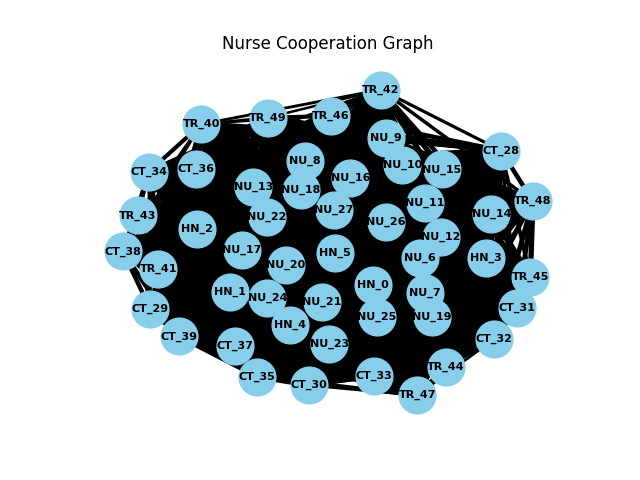 Nurse Cooperation Graph
TR_42
TR_49
TR_46
TR_40
NU_9
CT_28
NU_8
NU_10
CT_36
NU_15
CT_34
NU_16
NU_13
NU_18
TR_48
NU_11
NU_27
NU_14
TR_43
NU_22
NU_26
HN_2
NU_12
NU_17
CT_38
HN_5
NU_6
HN_3
NU_20
TR_41
TR_45
HN_0
HN_1
NU_7
NU_24
NU_21
CT_31
CT_29
NU_25
NU_19
HN_4
CT_39
CT_32
NU_23
CT_37
TR_44
CT_33
CT_35
CT_30
TR_47